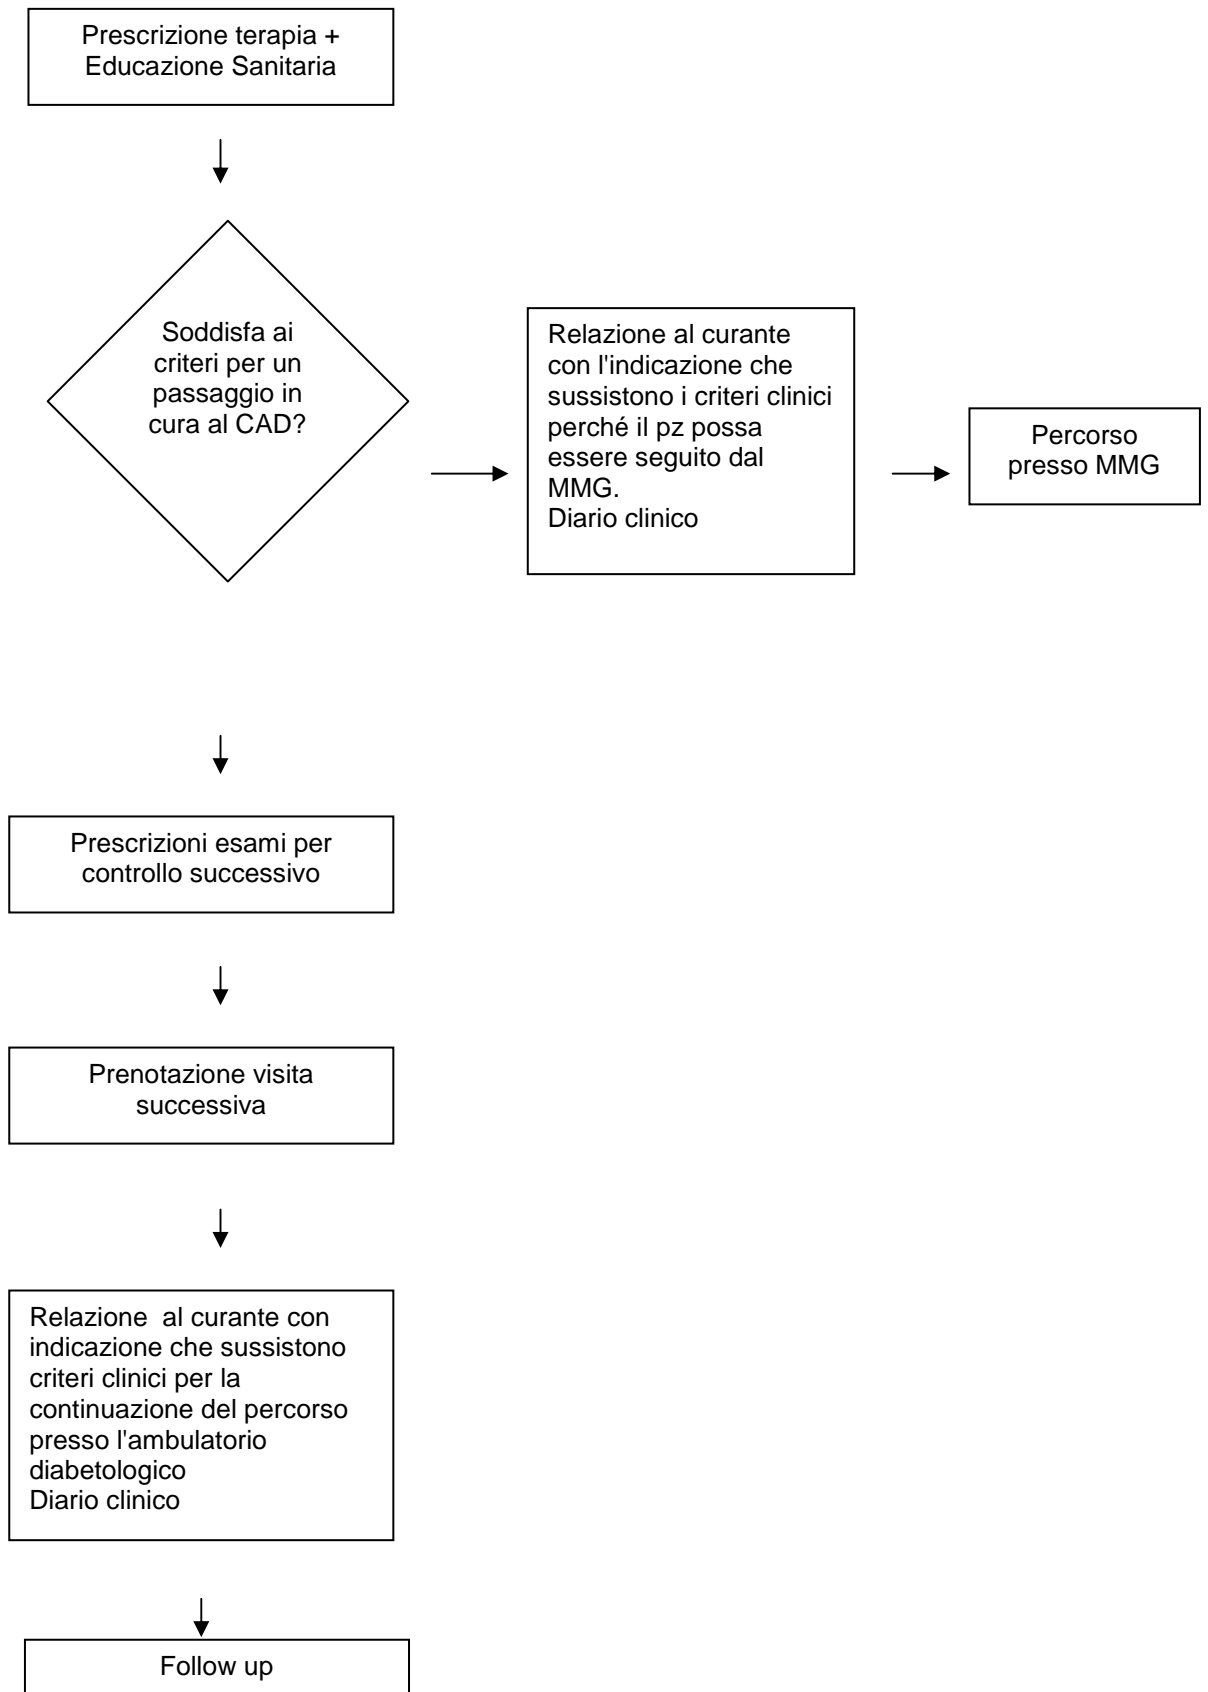 Prescrizione terapia +
Educazione Sanitaria
Soddisfa ai
criteri per un
passaggio in
cura al CAD?
Relazione al curante
con l'indicazione che
sussistono i criteri clinici
perché il pz possa
essere seguito dal
MMG.
Diario clinico
Percorso
presso MMG
Prescrizioni esami per
controllo successivo
Prenotazione visita
successiva
Relazione  al curante con
indicazione che sussistono
criteri clinici per la
continuazione del percorso
presso l'ambulatorio
diabetologico
Diario clinico
Follow up